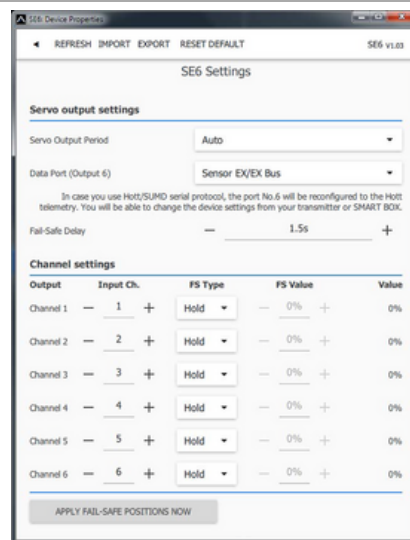 SE6: Device Properties
REFRESH IMPORT EXPORT RESET DEFAULT SE6 V1.03
SE6 Settings
Servo output settings
Servo Output Period Auto
Data Port (Output 6) Sensor EX/EX Bus
In case you use Hott/SUMD serial protocol, the port No.6 will be reconfigured to the Hott
telemetry. You will be able to change the device settings from your transmitter or SMART BOX.
Fail-Safe Delay — 1.5s +
Channel settings
Output Input Ch. FS Type FS Value Value
Channel 1 — 1 + Hold — 0% + 0%
Channel 2 — 2 + Hold — 0% + 0%
Channel 3 — 3 + Hold — 0% + 0%
Channel 4 — 4 + Hold — 0% + 0%
Channel 5 — 5 + Hold — 0% + 0%
Channel 6 — 6 + Hold — 0% + 0%
APPLY FAIL-SAFE POSITIONS NOW